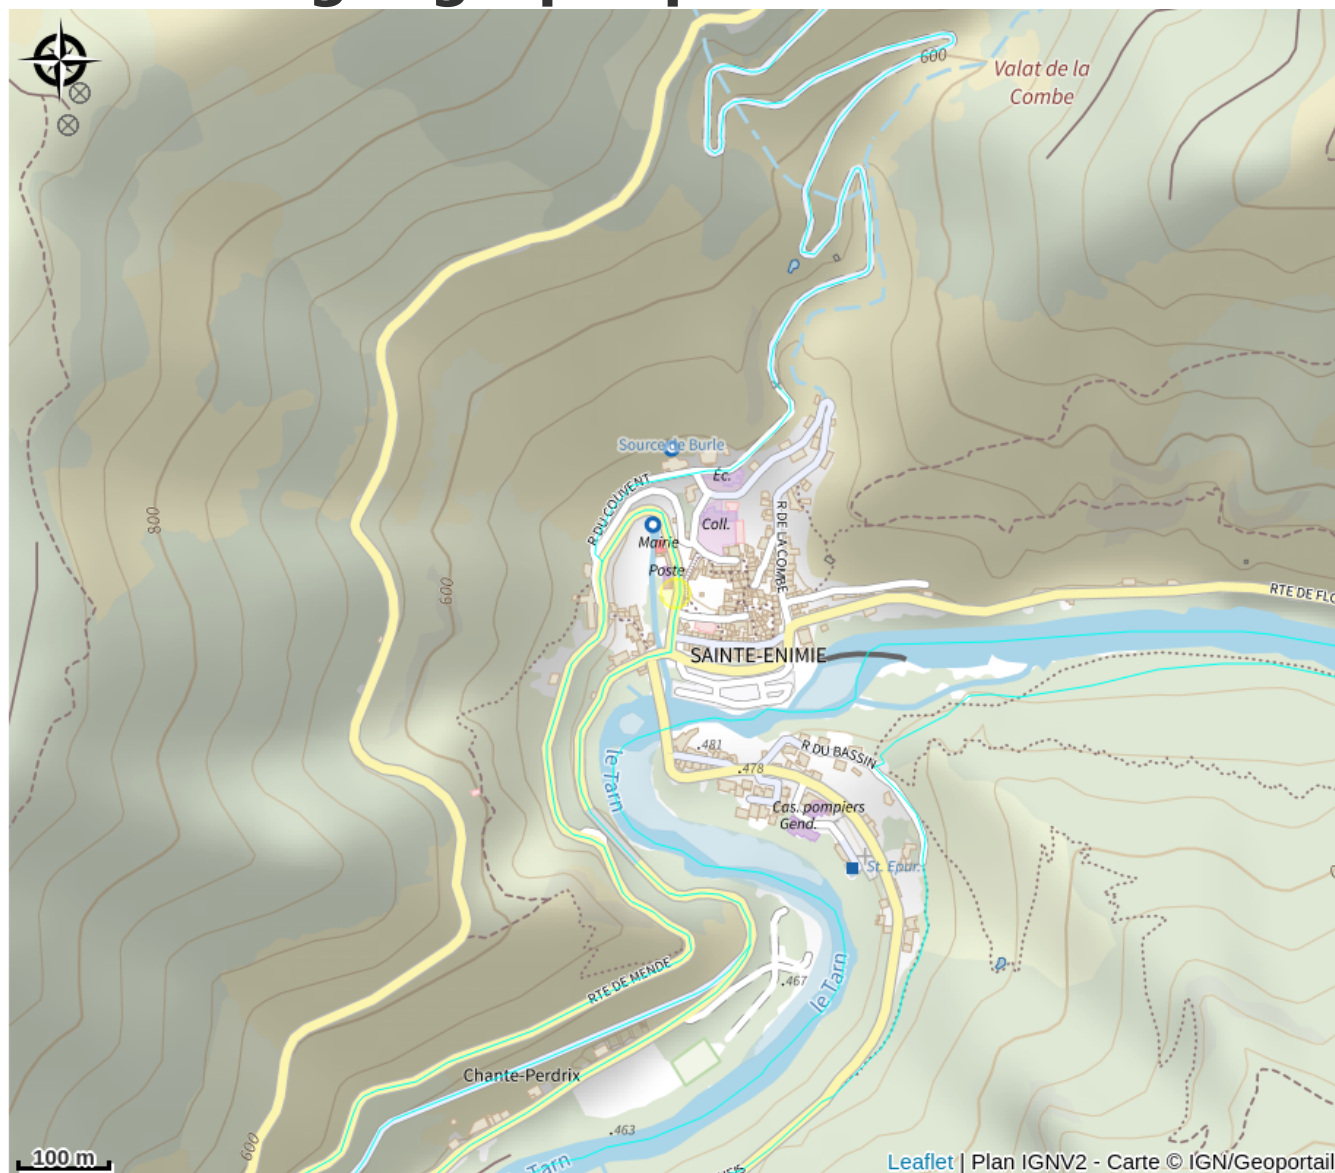 600
Valat de la
Combe
Source de Burle
Éc.
R DU COUVENT
Coll.
R DE LA COMBE
Mairie
Poste
800
600
RTE DE FLO
SAINTE-ENIMIE
.481
R DU BASSIN
.478
le Tarn
Cas. pompiers
Gend.
St. Epur.
RTE DE MENDE
.467
le Tarn
Chante-Perdrix
.463
600
Tarn
100 m
Leaflet | Plan IGNV2 - Carte © IGN/Geoportail